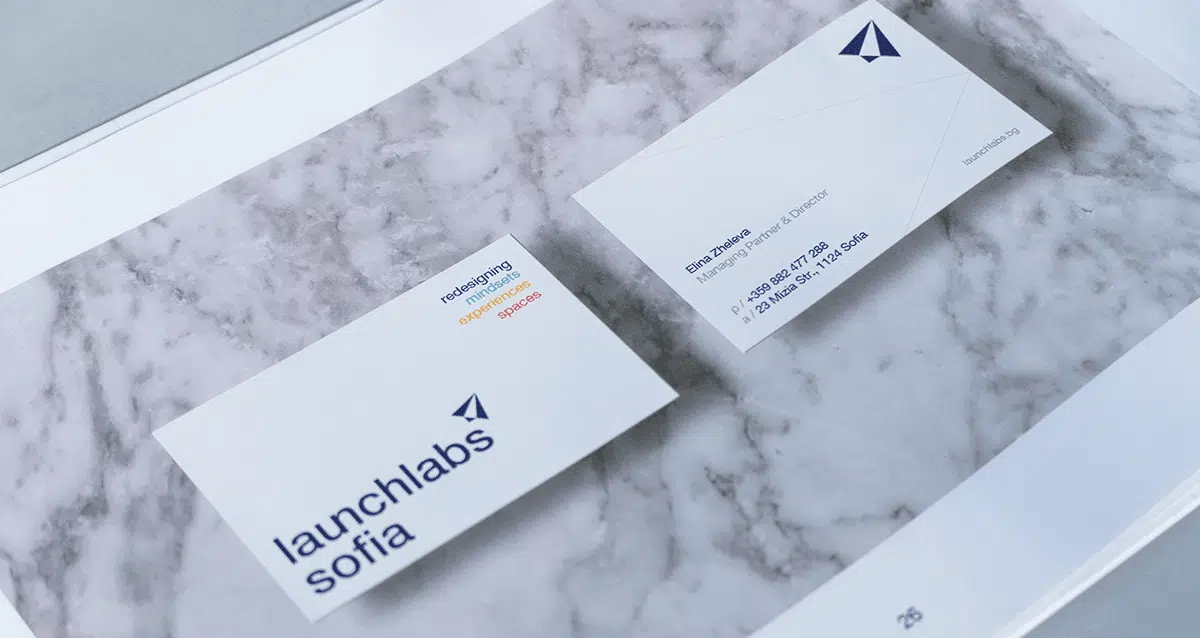 redesigning
mindsets
experiences
spaces
launchlabs
sofia
launchlabs.bg
Elina Zheleva
Managing Partner & Director
p / +359 882 477 288
a / 23 Mizia Str., 1124 Sofia
26